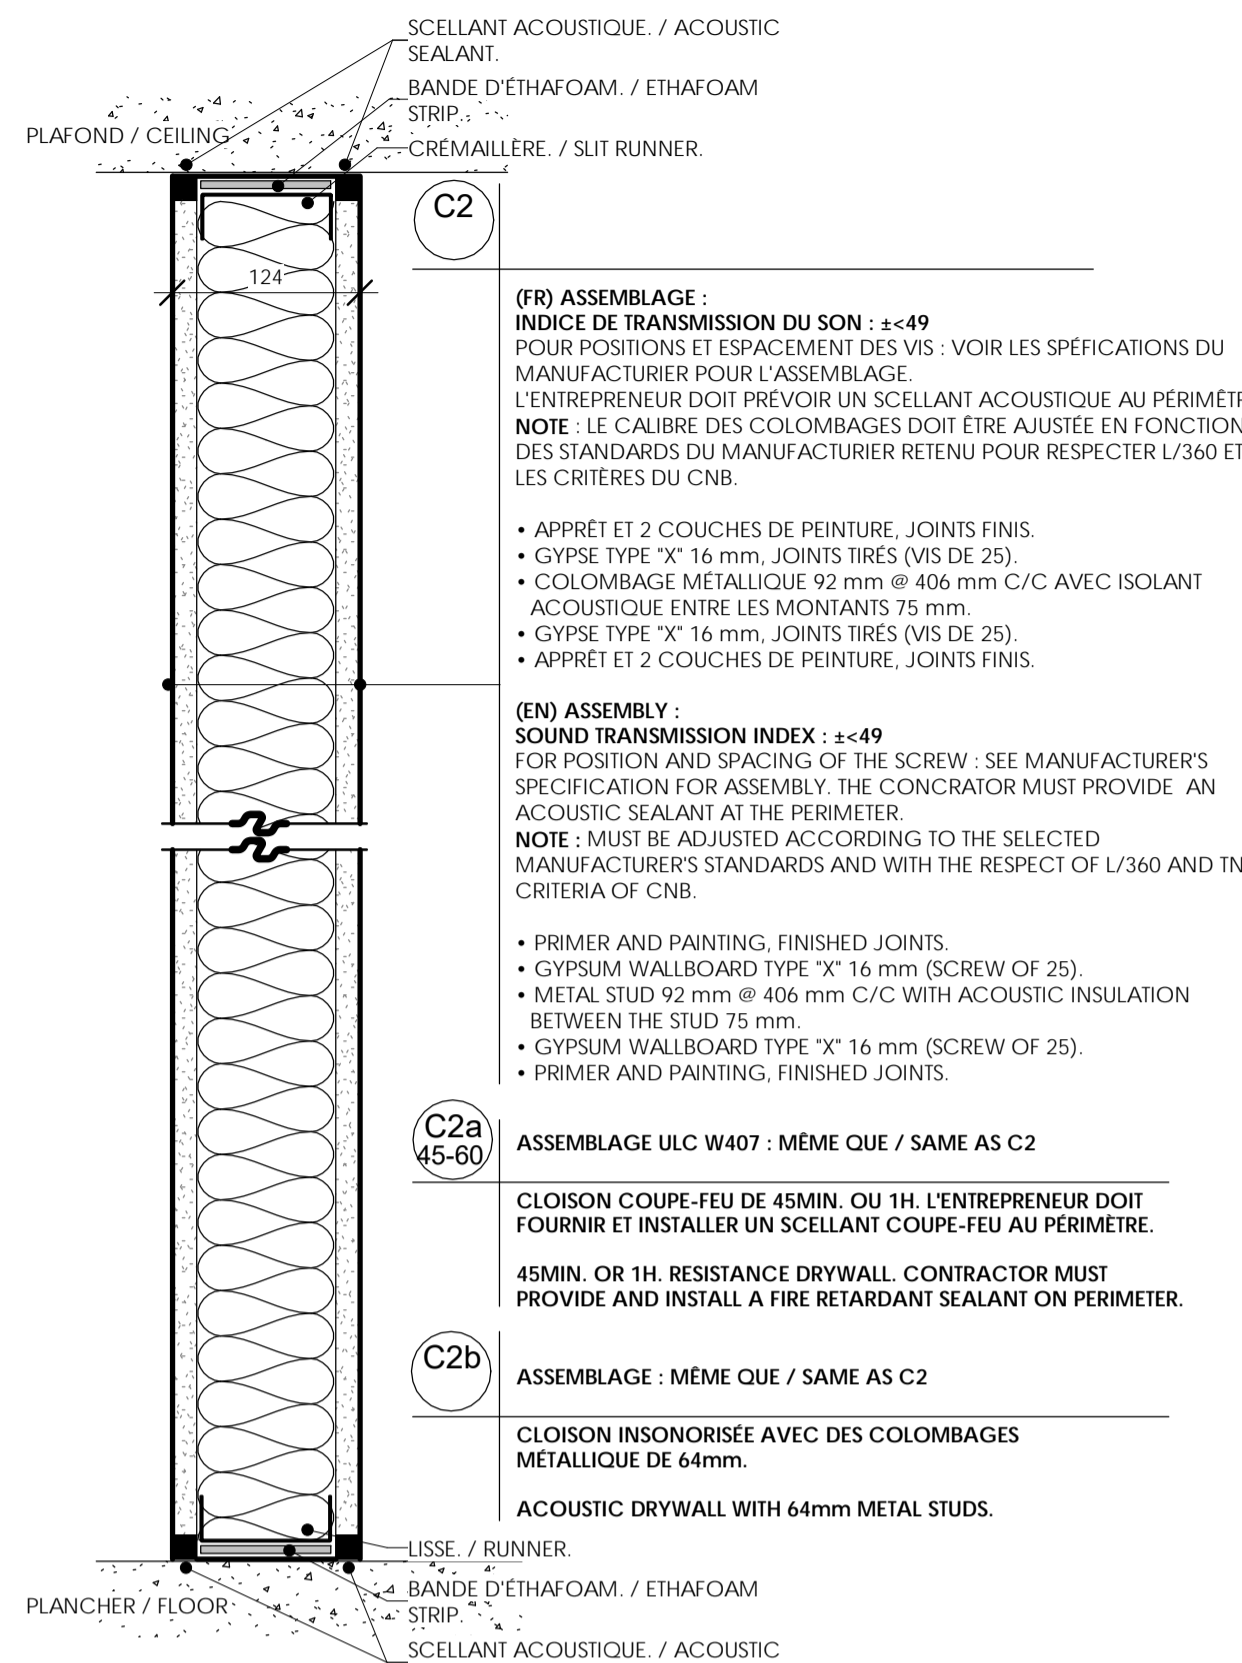 SCELLANT ACOUSTIQUE. / ACOUSTIC
SEALANT.
BANDE D'ÉTHAFOAM. / ETHAFOAM
STRIP.
PLAFOND / CEILING
CRÉMAILLÈRE. / SLIT RUNNER.
C2
124
(FR) ASSEMBLAGE :
INDICE DE TRANSMISSION DU SON : ±<49
POUR POSITIONS ET ESPACEMENT DES VIS : VOIR LES SPÉFICATIONS DU
MANUFACTURIER POUR L'ASSEMBLAGE.
L'ENTREPRENEUR DOIT PRÉVOIR UN SCELLANT ACOUSTIQUE AU PÉRIMÊTR
NOTE : LE CALIBRE DES COLOMBAGES DOIT ÊTRE AJUSTÉE EN FONCTION
DES STANDARDS DU MANUFACTURIER RETENU POUR RESPECTER L/360 ET
LES CRITÈRES DU CNB.
• APPRÊT ET 2 COUCHES DE PEINTURE, JOINTS FINIS.
• GYPSE TYPE "X" 16 mm, JOINTS TIRÉS (VIS DE 25).
• COLOMBAGE MÉTALLIQUE 92 mm @ 406 mm C/C AVEC ISOLANT
ACOUSTIQUE ENTRE LES MONTANTS 75 mm.
• GYPSE TYPE "X" 16 mm, JOINTS TIRÉS (VIS DE 25).
• APPRÊT ET 2 COUCHES DE PEINTURE, JOINTS FINIS.
(EN) ASSEMBLY :
SOUND TRANSMISSION INDEX : ±<49
FOR POSITION AND SPACING OF THE SCREW : SEE MANUFACTURER'S
SPECIFICATION FOR ASSEMBLY. THE CONCRATOR MUST PROVIDE AN
ACOUSTIC SEALANT AT THE PERIMETER.
NOTE : MUST BE ADJUSTED ACCORDING TO THE SELECTED
MANUFACTURER'S STANDARDS AND WITH THE RESPECT OF L/360 AND TN
CRITERIA OF CNB.
• PRIMER AND PAINTING, FINISHED JOINTS.
• GYPSUM WALLBOARD TYPE "X" 16 mm (SCREW OF 25).
• METAL STUD 92 mm @ 406 mm C/C WITH ACOUSTIC INSULATION
BETWEEN THE STUD 75 mm.
• GYPSUM WALLBOARD TYPE "X" 16 mm (SCREW OF 25).
• PRIMER AND PAINTING, FINISHED JOINTS.
C2a
45-60
ASSEMBLAGE ULC W407 : MÊME QUE / SAME AS C2
CLOISON COUPE-FEU DE 45MIN. OU 1H. L'ENTREPRENEUR DOIT
FOURNIR ET INSTALLER UN SCELLANT COUPE-FEU AU PÉRIMÈTRE.
45MIN. OR 1H. RESISTANCE DRYWALL. CONTRACTOR MUST
PROVIDE AND INSTALL A FIRE RETARDANT SEALANT ON PERIMETER.
C2b
ASSEMBLAGE : MÊME QUE / SAME AS C2
CLOISON INSONORISÉE AVEC DES COLOMBAGES
MÉTALLIQUE DE 64mm.
ACOUSTIC DRYWALL WITH 64mm METAL STUDS.
LISSE. / RUNNER.
BANDE D'ÉTHAFOAM. / ETHAFOAM
STRIP.
PLANCHER / FLOOR
SCELLANT ACOUSTIQUE. / ACOUSTIC